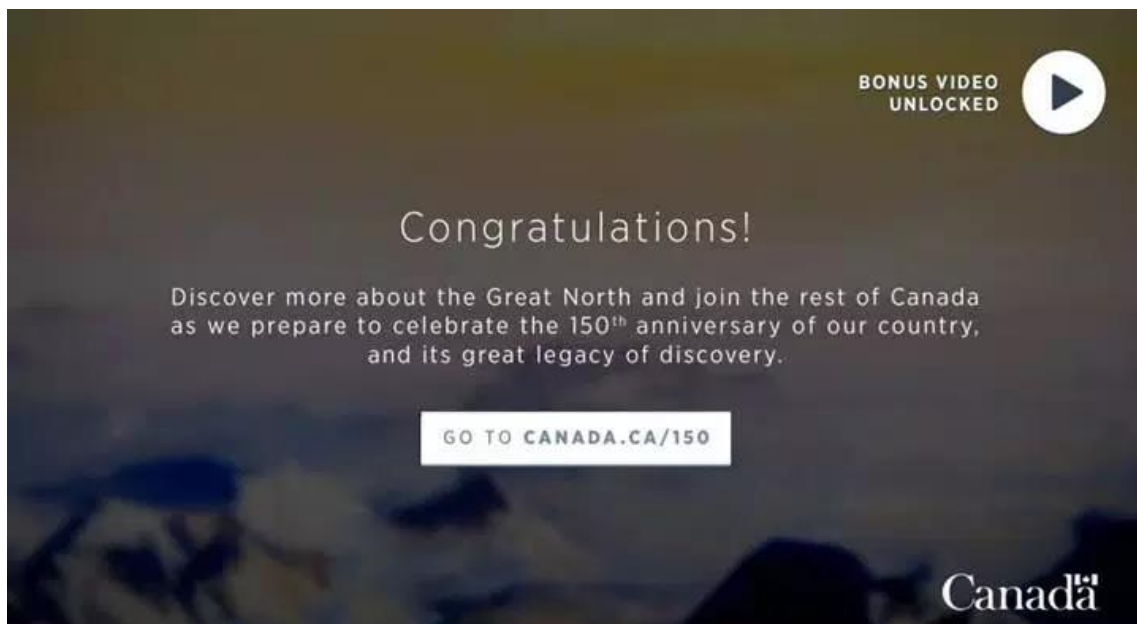 BONUS VIDEO
UNLOCKED
Congratulations!
Discover more about the Great North and join the rest of Canada
as we prepare to celebrate the 150th anniversary of our country,
and its great legacy of discovery.
GO TO CANADA.CA/150
Canada